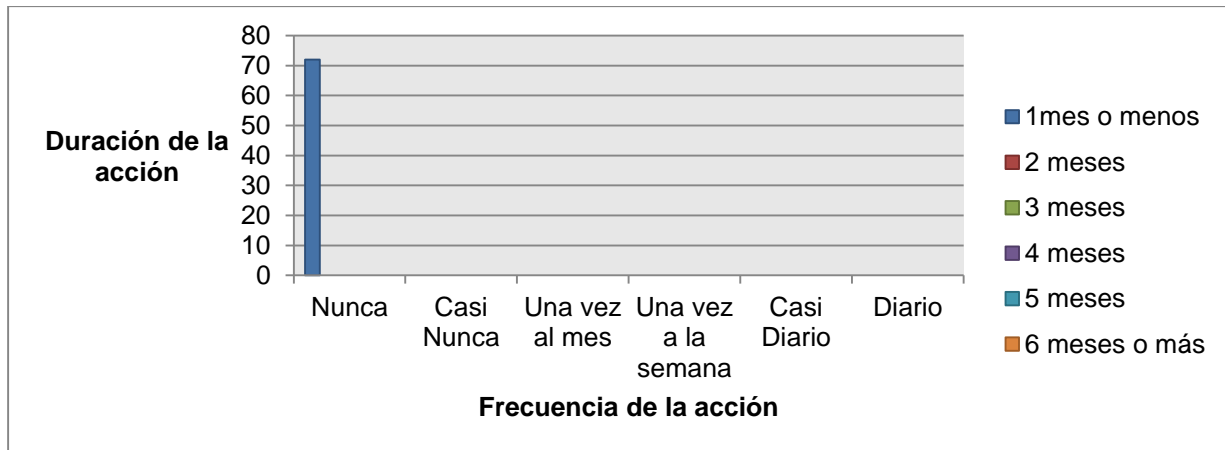 80
70
60
50
40
30
20
10
0
Duración de la
acción
Nunca
Casi
Nunca
Una vez
al mes
Una vez
a la
semana
Casi
Diario
Diario
Frecuencia de la acción
1mes o menos
2 meses
3 meses
4 meses
5 meses
6 meses o más